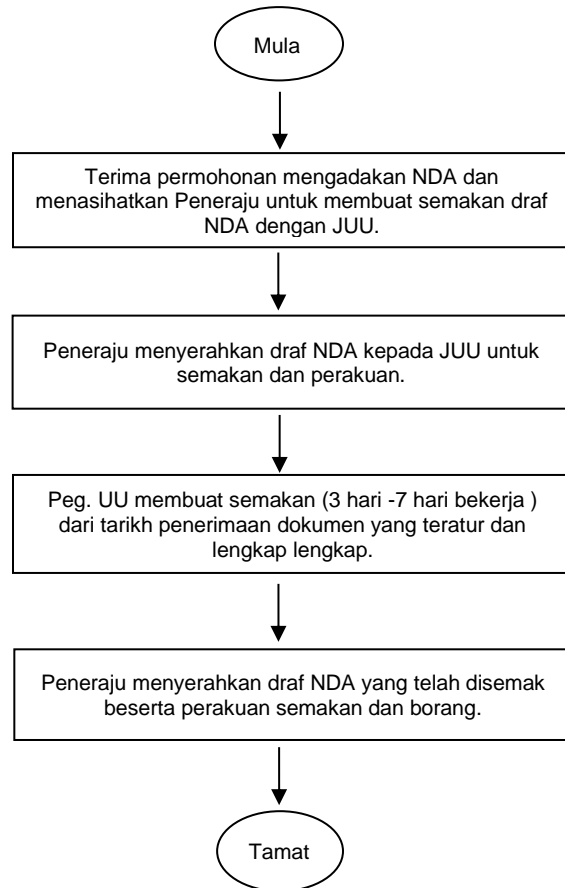 Mula
Terima permohonan mengadakan NDA dan
menasihatkan Peneraju untuk membuat semakan draf
NDA dengan JUU.
Peneraju menyerahkan draf NDA kepada JUU untuk
semakan dan perakuan.
Peg. UU membuat semakan (3 hari -7 hari bekerja )
dari tarikh penerimaan dokumen yang teratur dan
lengkap lengkap.
Peneraju menyerahkan draf NDA yang telah disemak
beserta perakuan semakan dan borang.
Tamat